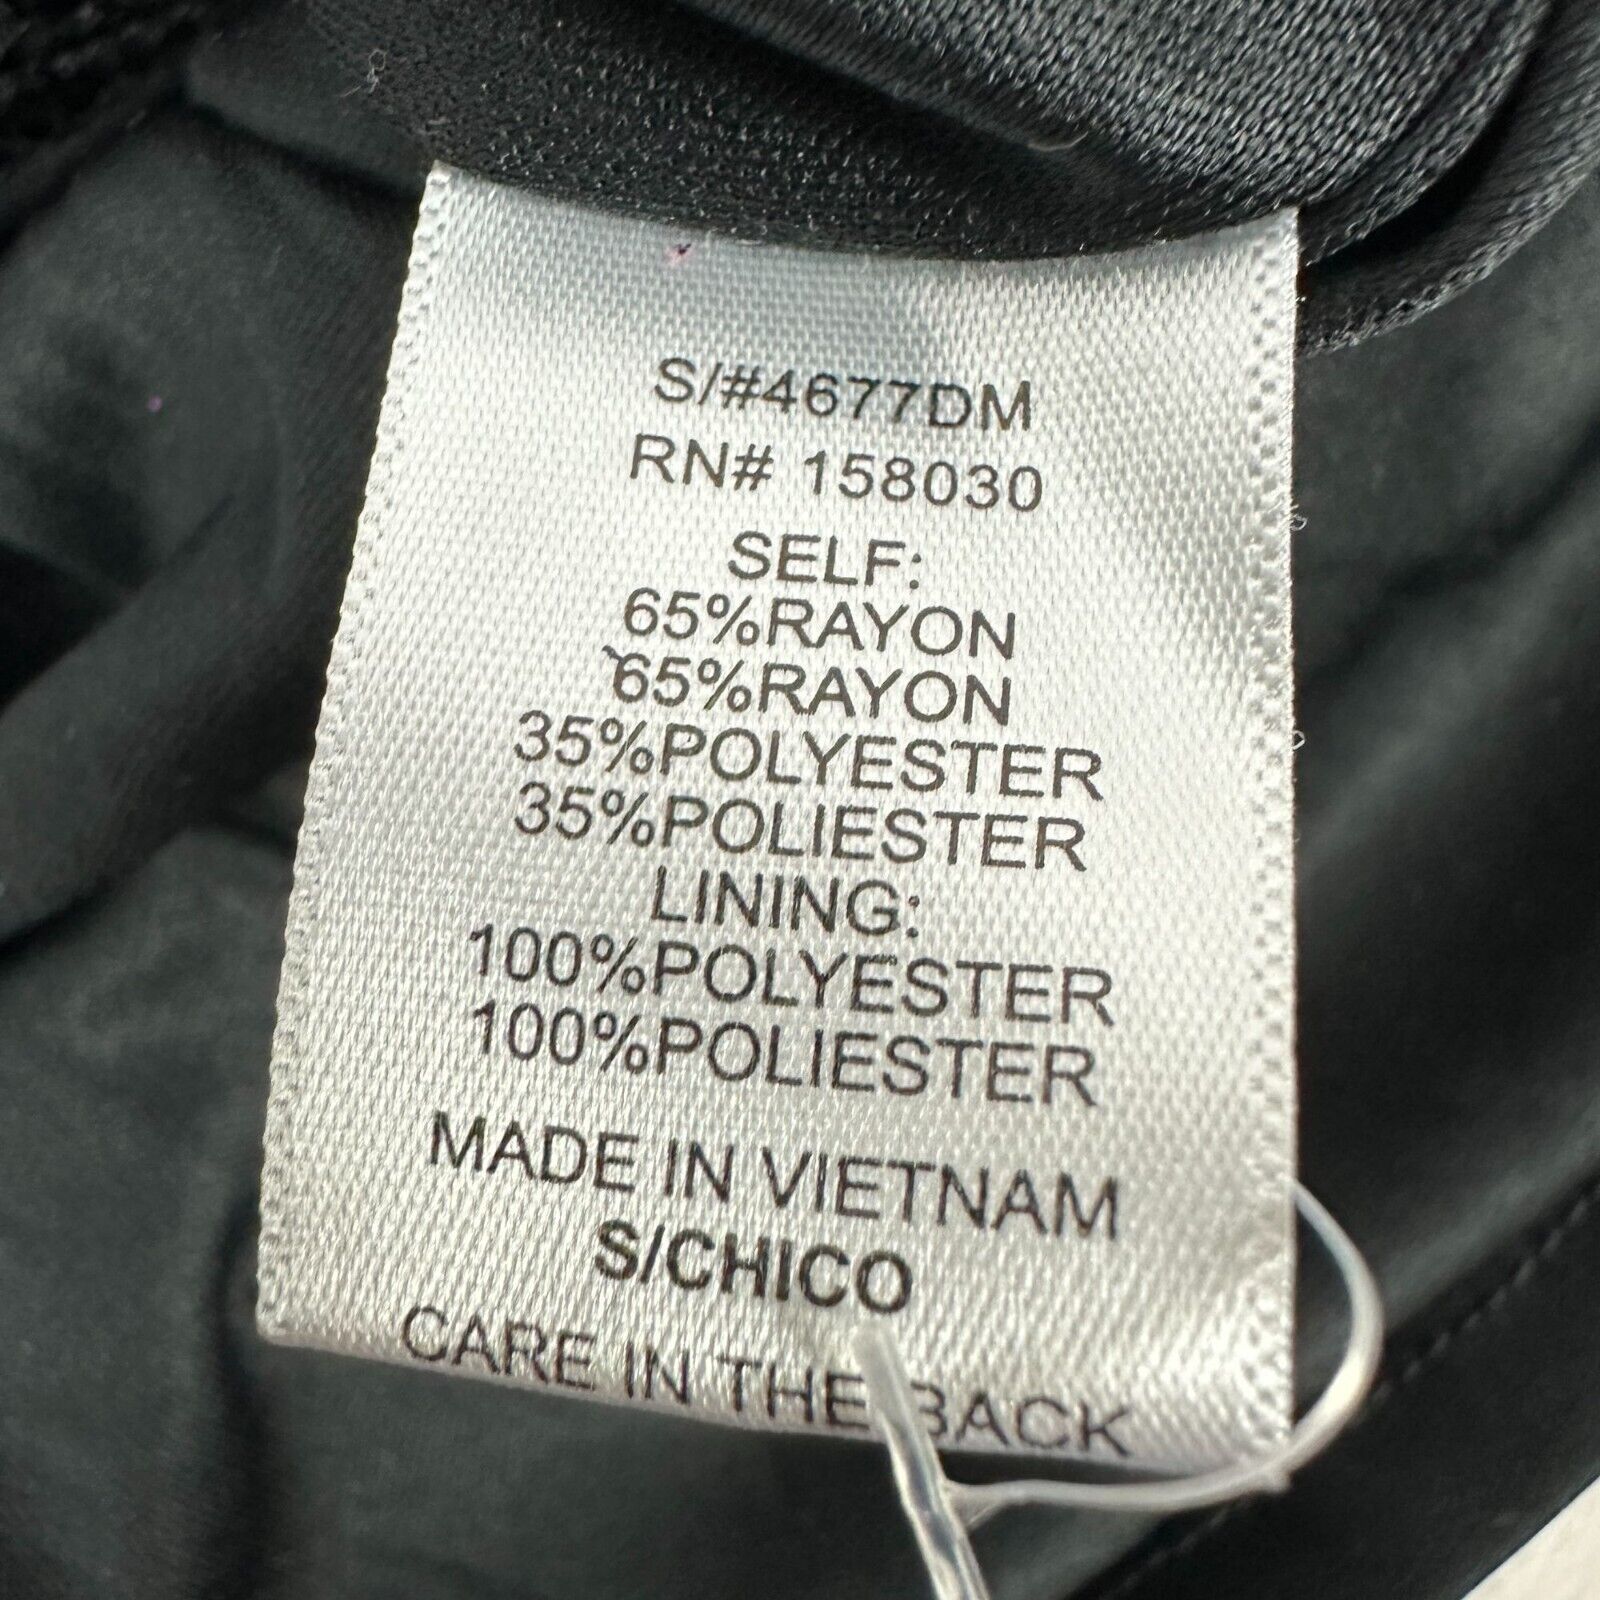 S/#4677DM
RN# 158030
SELF:
65%RAYON
65%RAYON
35%POLYESTER
35%POLIESTER
LINING:
100%POLYESTER
100%POLIESTER
MADE IN VIETNAM
S/CHICO
CARE IN THE BACK